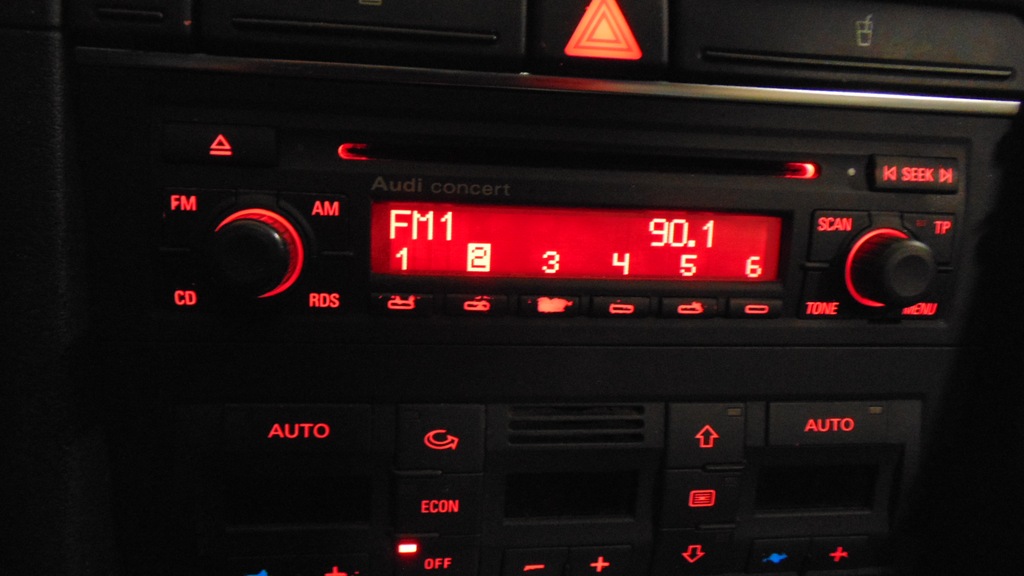 Audi concert
SEEK
FM
AM
FM1 90.1
SCAN
TP
1 2 3 4 5 6
CD
RDS
TONE
MENU
AUTO
AUTO
ECON
OFF